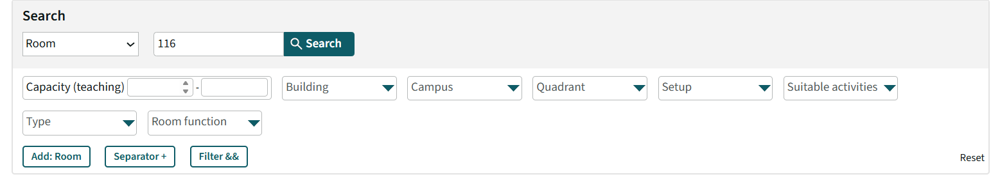 Search
Room 116 Search
Capacity (teaching) - Building Campus Quadrant Setup Suitable activities
Type Room function
Add: Room Separator + Filter && Reset